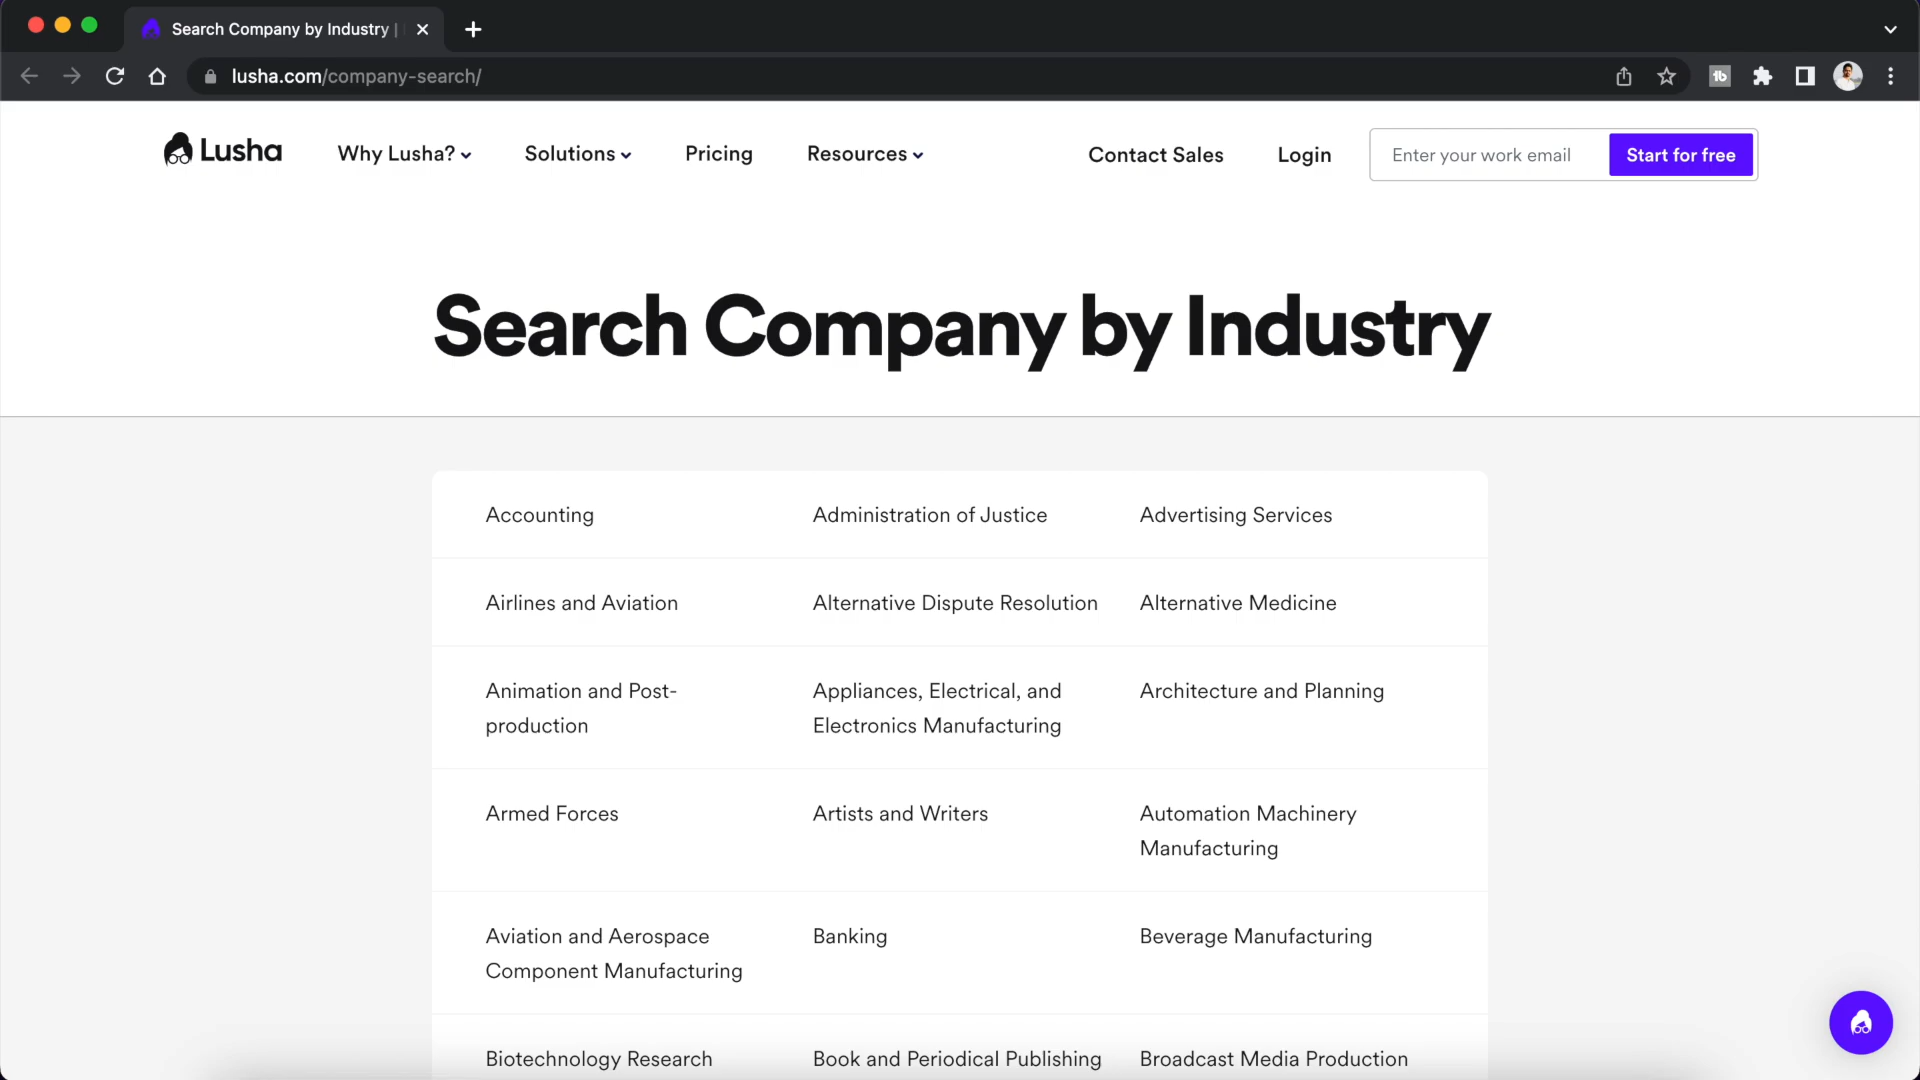 Search Company by Industry |
lusha.com/company-search/
1b
Lusha
Why Lusha?
Solutions
Pricing
Resources
Contact Sales
Login
Enter your work email
Start for free
Search Company by Industry
Accounting
Administration of Justice
Advertising Services
Airlines and Aviation
Alternative Dispute Resolution
Alternative Medicine
Animation and Post-
production
Appliances, Electrical, and
Electronics Manufacturing
Architecture and Planning
Armed Forces
Artists and Writers
Automation Machinery
Manufacturing
Aviation and Aerospace
Component Manufacturing
Banking
Beverage Manufacturing
Biotechnology Research
Book and Periodical Publishing
Broadcast Media Production